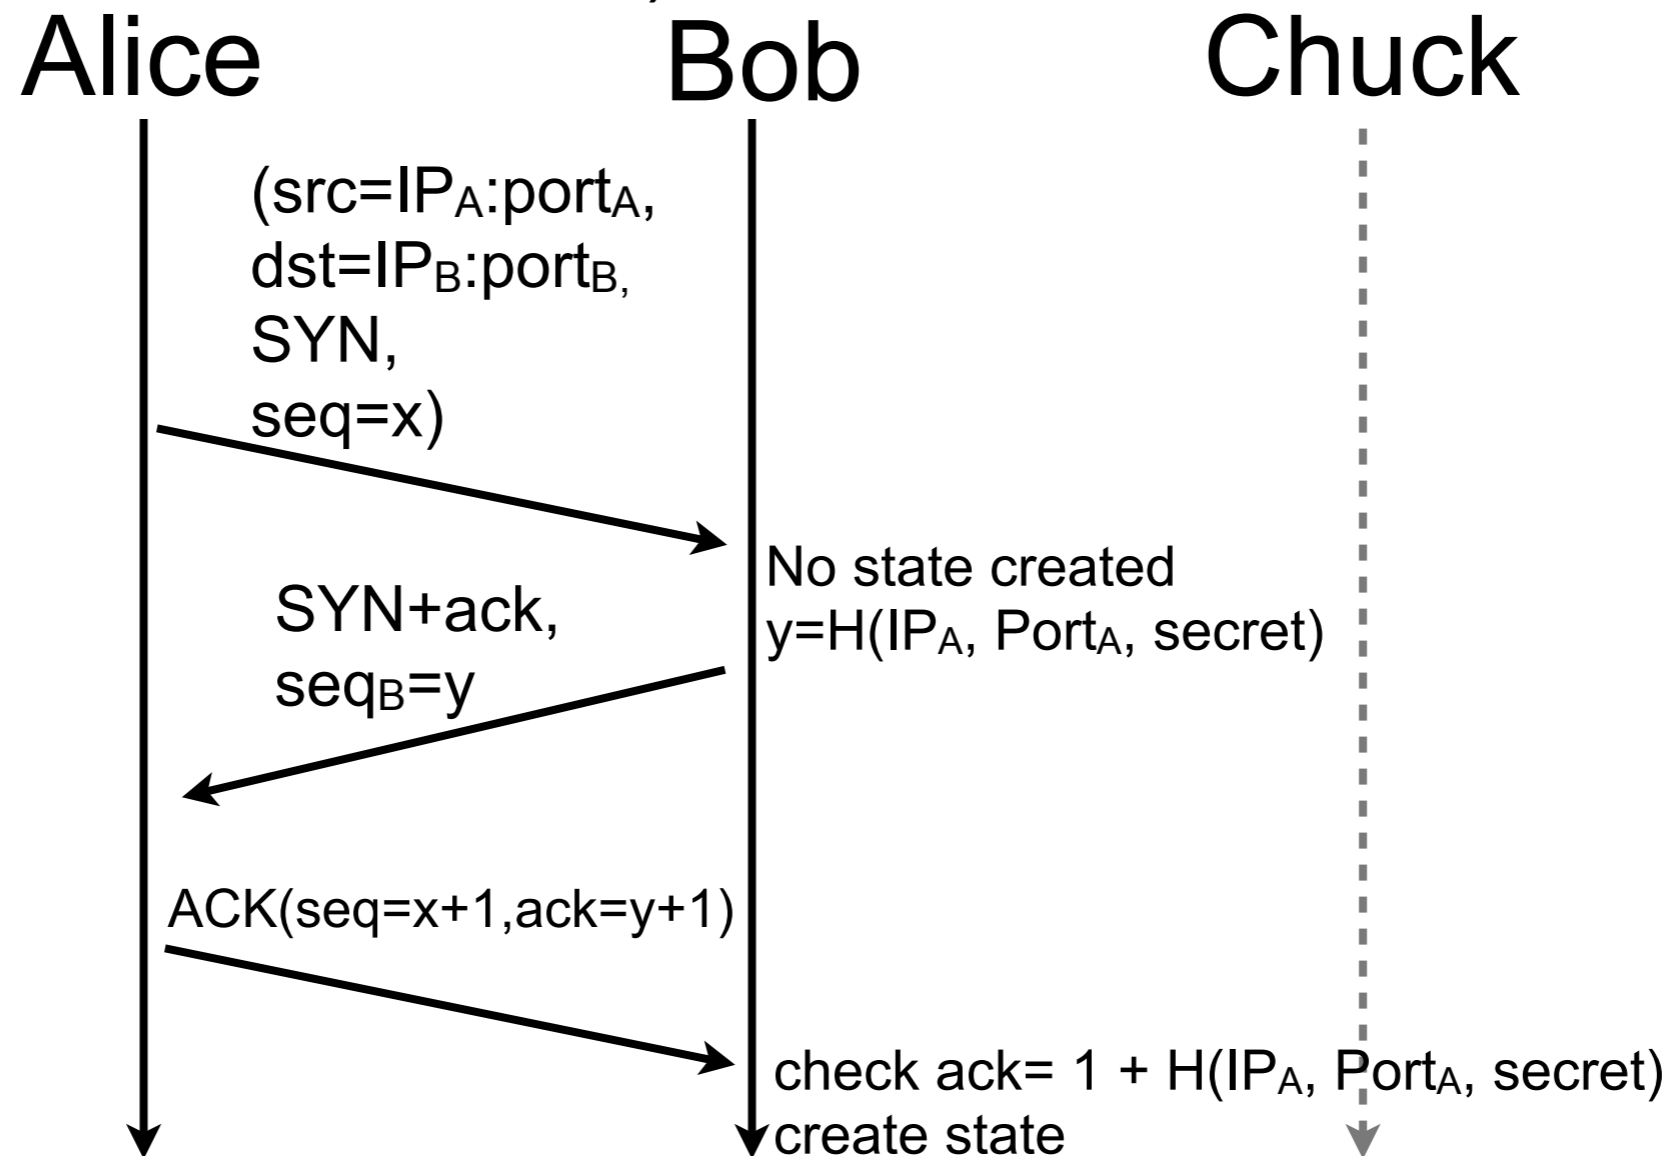 Alice
Bob
Chuck
(src=IPA:portA,
dst=IPB:portB,
SYN,
seq=x)
No state created
y=H(IPA, PortA, secret)
SYN+ack,
seqB=y
ACK(seq=x+1,ack=y+1)
check ack= 1 + H(IPA, PortA, secret)
create state